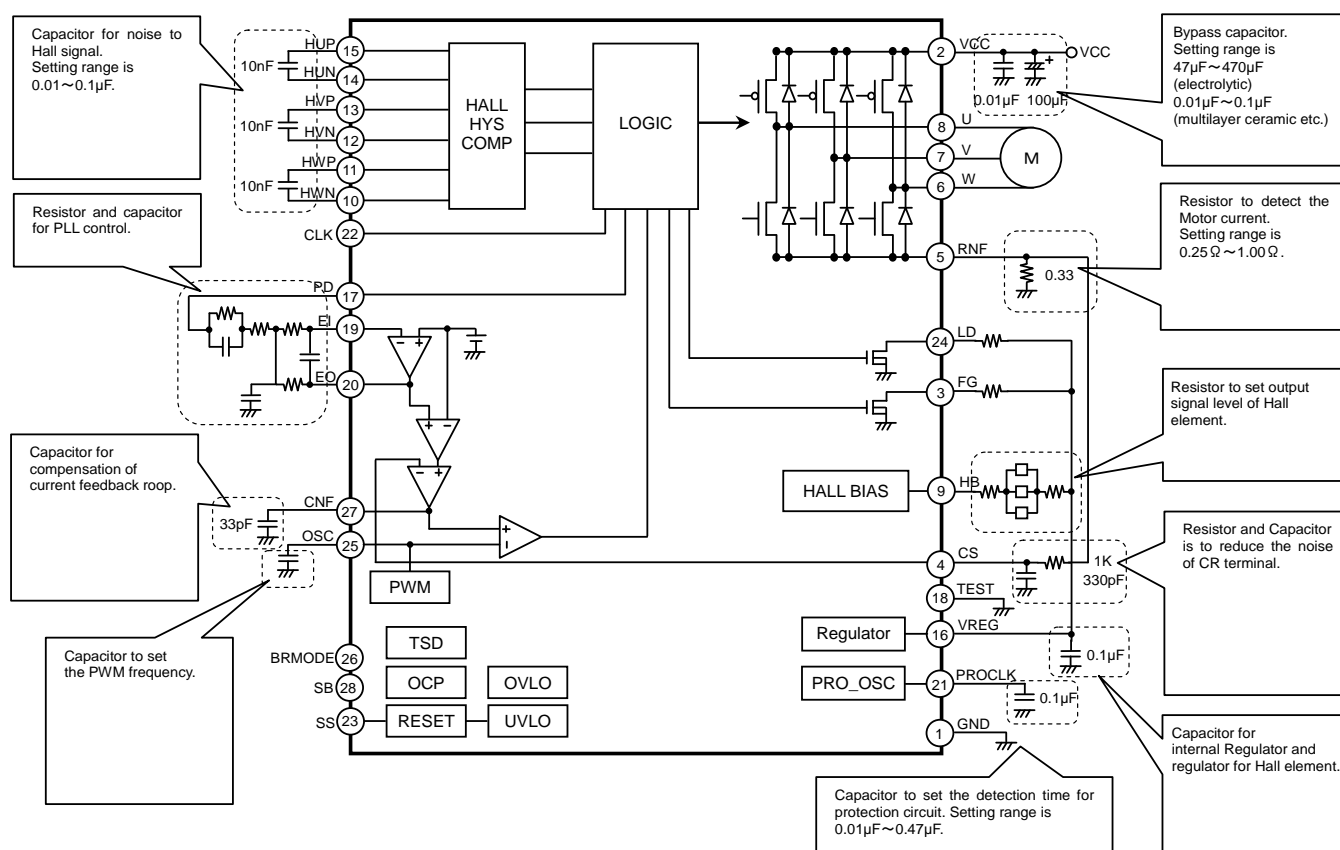 Capacitor for noise to
Hall signal.
Setting range is
0.01～0.1µF.
10nF
10nF
10nF
HUP
15
HUN
14
HVP
13
HVN
12
HWP
11
HWN
10
CLK
22
HALL
HYS
COMP
LOGIC
2
VCC
VCC
+
0.01µF
100µF
Bypass capacitor.
Setting range is
47µF～470µF
(electrolytic)
0.01µF～0.1µF
(multilayer ceramic etc.)
8
U
7
V
6
W
M
Resistor and capacitor
for PLL control.
PD
17
EI
19
EO
20
5
RNF
0.33
Resistor to detect the
Motor current.
Setting range is
0.25Ω～1.00Ω.
24
LD
3
FG
Resistor to set output
signal level of Hall
element.
Capacitor for
compensation of
current feedback roop.
33pF
CNF
27
OSC
25
PWM
HALL BIAS
9
HB
4
CS
1K
330pF
Resistor and Capacitor
is to reduce the noise
of CR terminal.
18
TEST
Capacitor to set
the PWM frequency.
BRMODE
26
SB
28
SS
23
TSD
OCP
OVLO
RESET
UVLO
Regulator
16
VREG
0.1µF
PRO_OSC
21
PROCLK
0.1µF
1
GND
Capacitor for
internal Regulator and
regulator for Hall element.
Capacitor to set the detection time for
protection circuit. Setting range is
0.01µF～0.47µF.